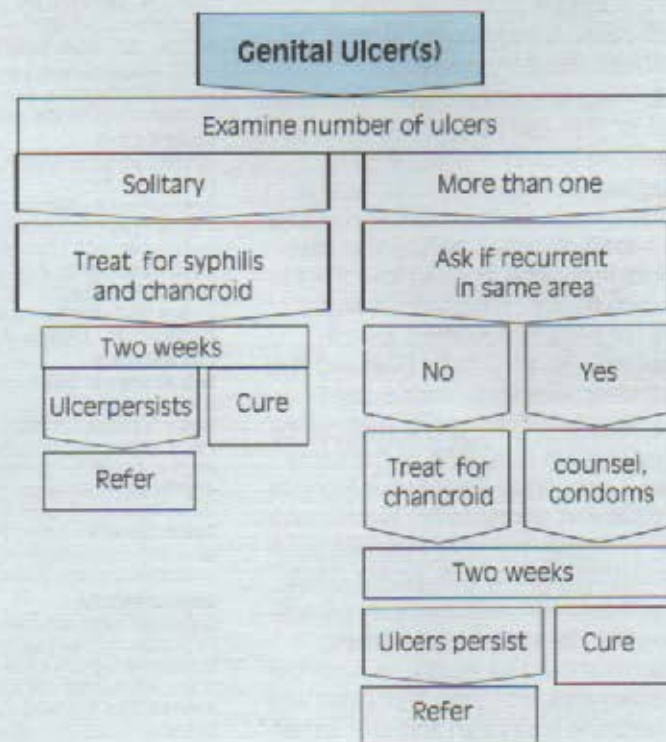 Genital Ulcer(s)
Examine number of ulcers
Solitary
More than one
Treat for syphilis
and chancroid
Ask if recurrent
in same area
Two weeks
Ulcerpersists
Cure
Refer
No
Yes
Treat for
chancroid
counsel,
condoms
Two weeks
Ulcers persist
Cure
Refer